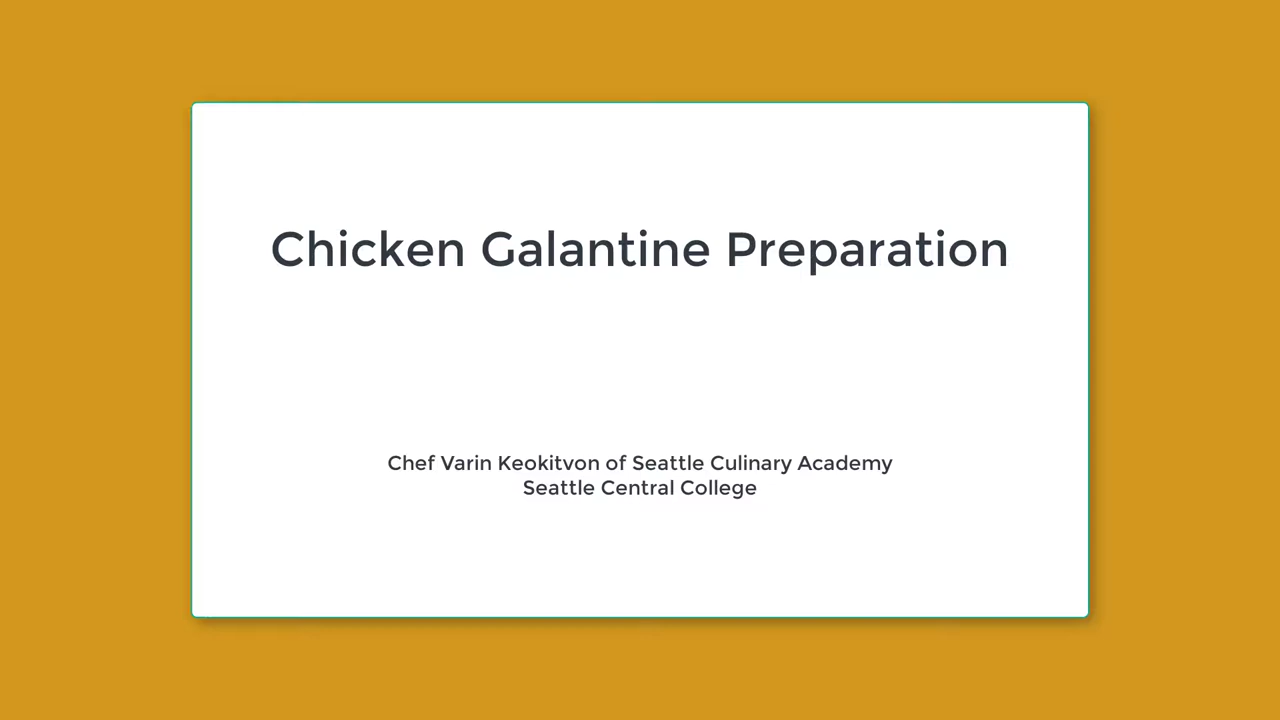 Chicken Galantine Preparation
Chef Varin Keokitvon of Seattle Culinary Academy
Seattle Central College